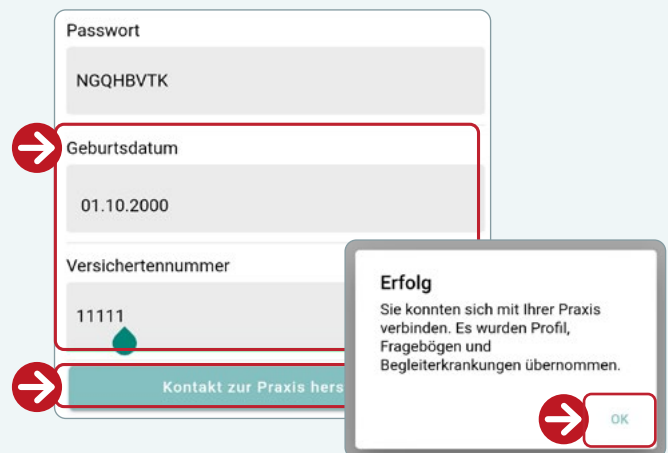 Passwort
NGQHBVTK
Geburtsdatum
01.10.2000
Versichertennummer
11111
Kontakt zur Praxis hers
Erfolg
Sie konnten sich mit Ihrer Praxis
verbinden. Es wurden Profil,
Fragebögen und
Begleiterkrankungen übernommen.
OK